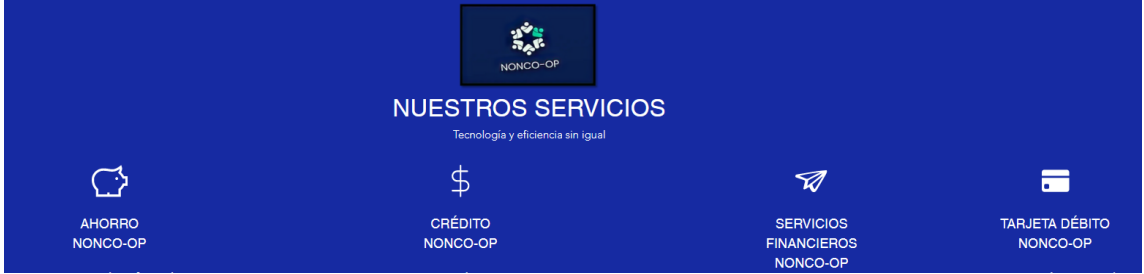 NONCO-OP
NUESTROS SERVICIOS
Tecnología y eficiencia sin igual
AHORRO
NONCO-OP
CRÉDITO
NONCO-OP
SERVICIOS
FINANCIEROS
NONCO-OP
TARJETA DÉBITO
NONCO-OP